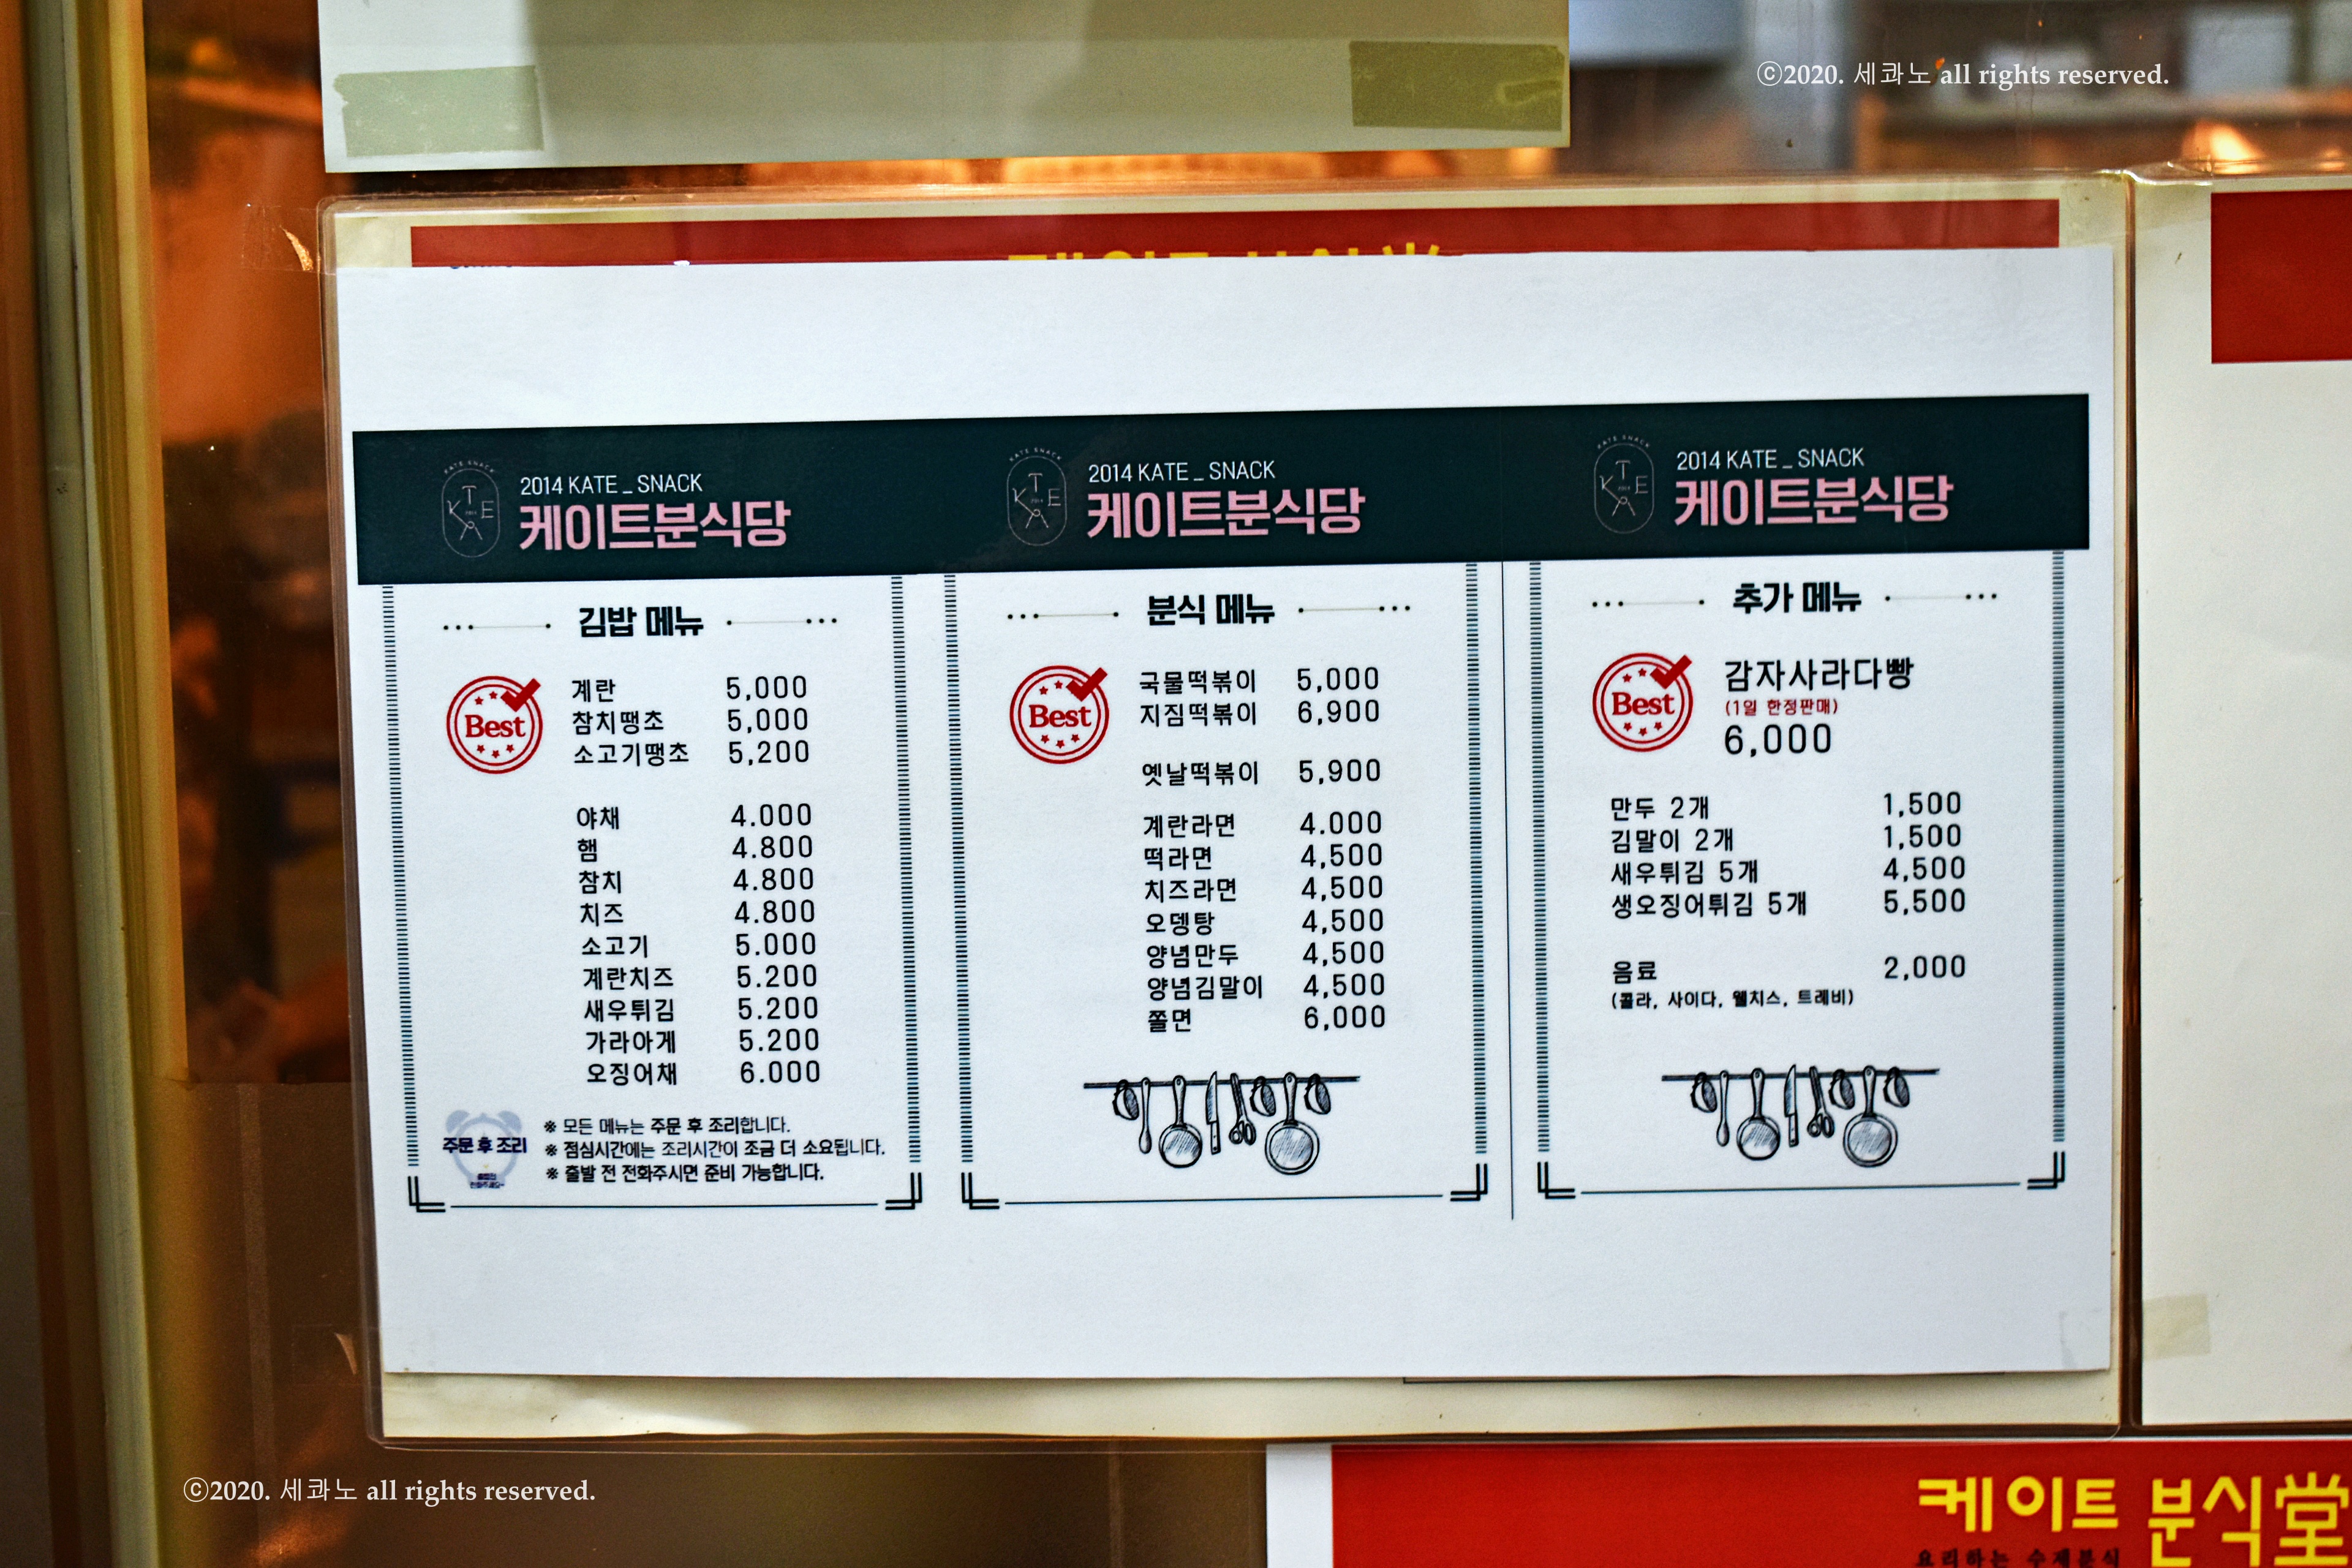 ⓒ2020. 세콰노 all rights reserved.
2014 KATE_SNACK
케이트분식당
김밥 메뉴
Best
계란 5,000
참치땡초 5,000
소고기땡초 5,200
야채 4.000
햄 4.800
참치 4.800
치즈 4.800
소고기 5.000
계란치즈 5.200
새우튀김 5.200
가라아게 5.200
오징어채 6.000
주문 후 조리
※ 모든 메뉴는 주문 후 조리합니다.
※ 점심시간에는 조리시간이 조금 더 소요됩니다.
※ 출발 전 전화주시면 준비 가능합니다.
KATE SNACK
2014 KATE_SNACK
케이트분식당
분식 메뉴
Best
국물떡볶이 5,000
지짐떡볶이 6,900
옛날떡볶이 5,900
계란라면 4.000
떡라면 4,500
치즈라면 4,500
오뎅탕 4,500
양념만두 4,500
양념김말이 4,500
쫄면 6,000
KATE SNACK
2014 KATE_SNACK
케이트분식당
추가 메뉴
Best
감자사라다빵
(1일 한정판매)
6,000
만두 2개 1,500
김말이 2개 1,500
새우튀김 5개 4,500
생오징어튀김 5개 5,500
음료 2,000
(콜라, 사이다, 웰치스, 트레비)
ⓒ2020. 세콰노 all rights reserved.
케이트 분식堂
요리하는 수제분식